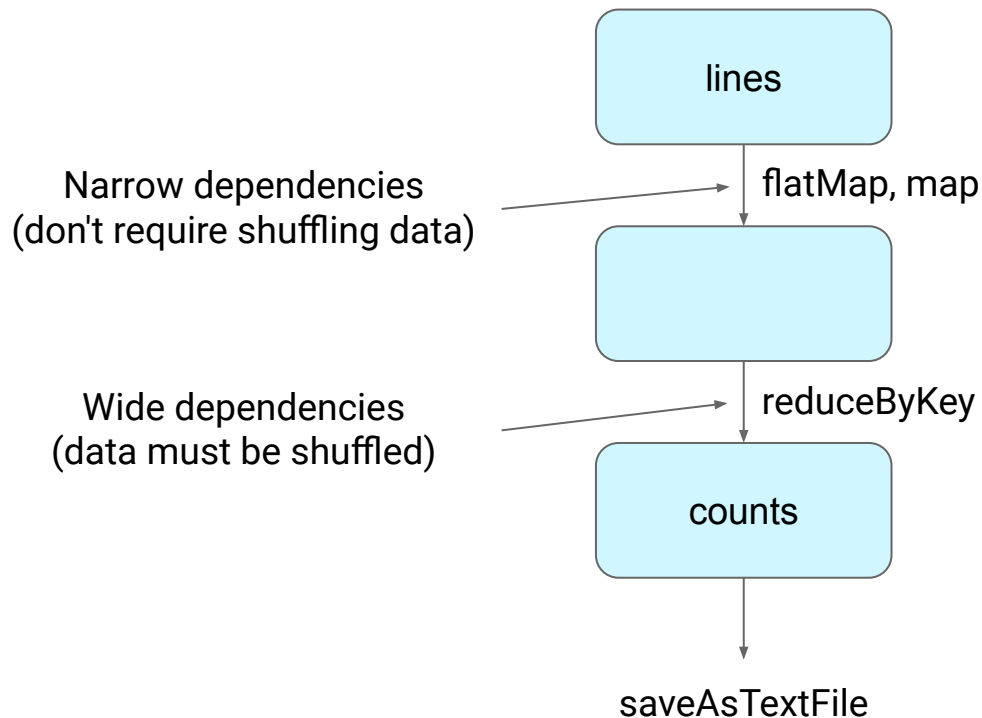 lines
Narrow dependencies
(don't require shuffling data)
flatMap, map
Wide dependencies
(data must be shuffled)
reduceByKey
counts
saveAsTextFile